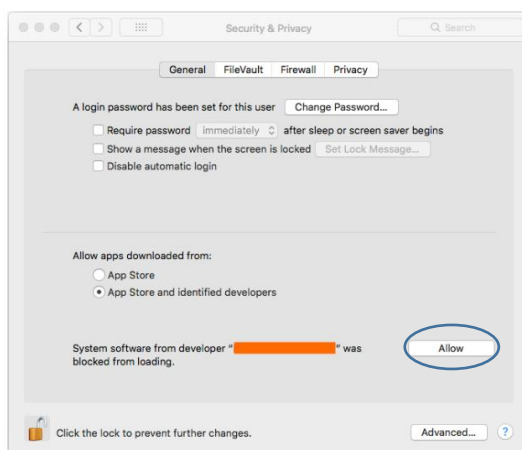 Security & Privacy
Search
General FileVault Firewall Privacy
A login password has been set for this user Change Password...
Require password immediately after sleep or screen saver begins
Show a message when the screen is locked Set Lock Message...
Disable automatic login
Allow apps downloaded from:
App Store
App Store and identified developers
System software from developer “ ” was
blocked from loading.
Allow
Click the lock to prevent further changes.
Advanced... ?